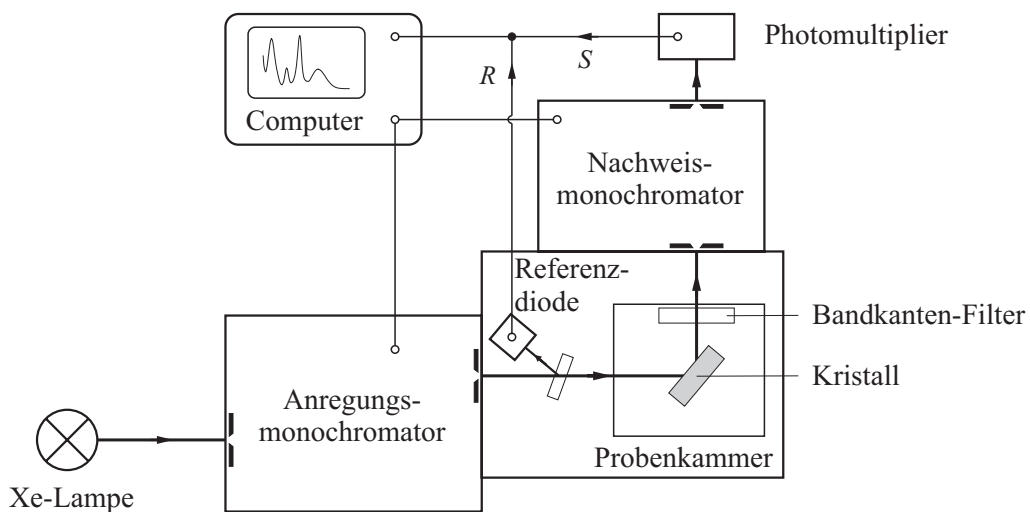 Photomultiplier
S
R
Computer
Nachweis-
monochromator
Referenz-
diode
Bandkanten-Filter
Kristall
Anregungs-
monochromator
Probenkammer
Xe-Lampe